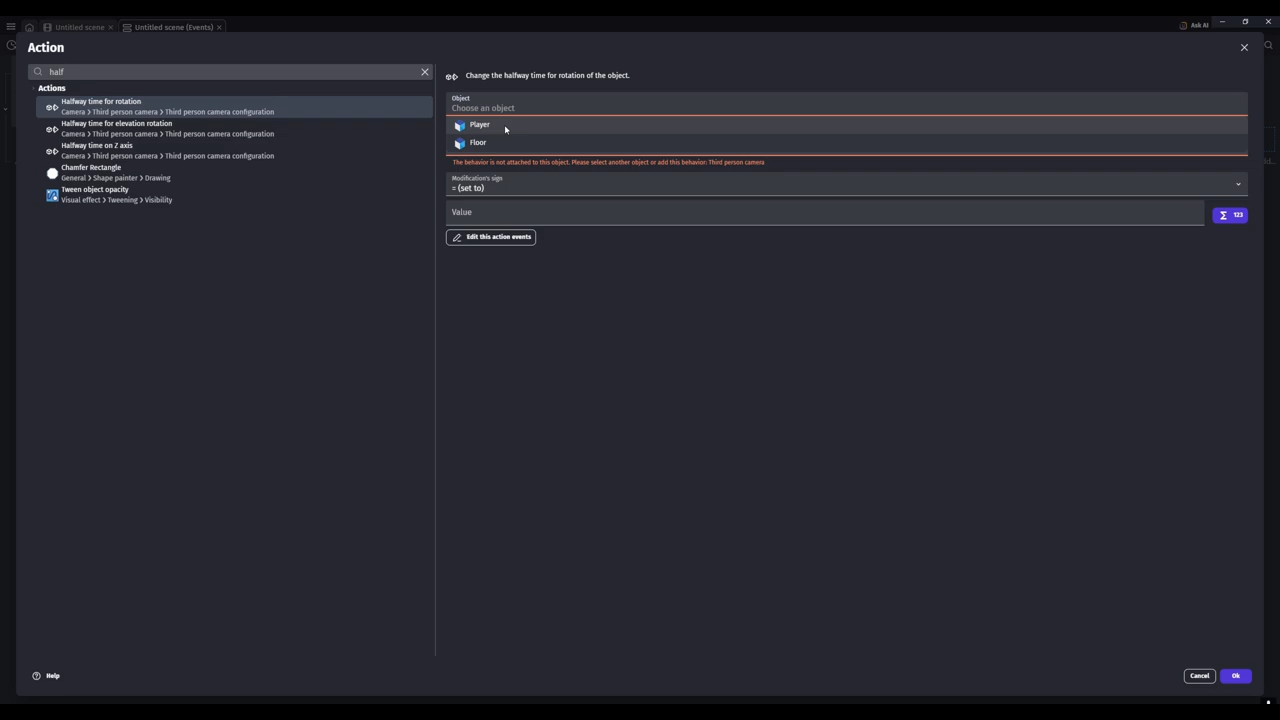 Untitled scene
Untitled scene (Events)
Ask AI
Action
half
Actions
Halfway time for rotation
Camera > Third person camera > Third person camera configuration
Halfway time for elevation rotation
Camera > Third person camera > Third person camera configuration
Halfway time on Z axis
Camera > Third person camera > Third person camera configuration
Chamfer Rectangle
General > Shape painter > Drawing
Tween object opacity
Visual effect > Tweening > Visibility
Change the halfway time for rotation of the object.
Object
Choose an object
Player
Floor
The behavior is not attached to this object. Please select another object or add this behavior: Third person camera
Modification's sign
= (set to)
Value
Σ 123
Edit this action events
Help
Cancel
Ok